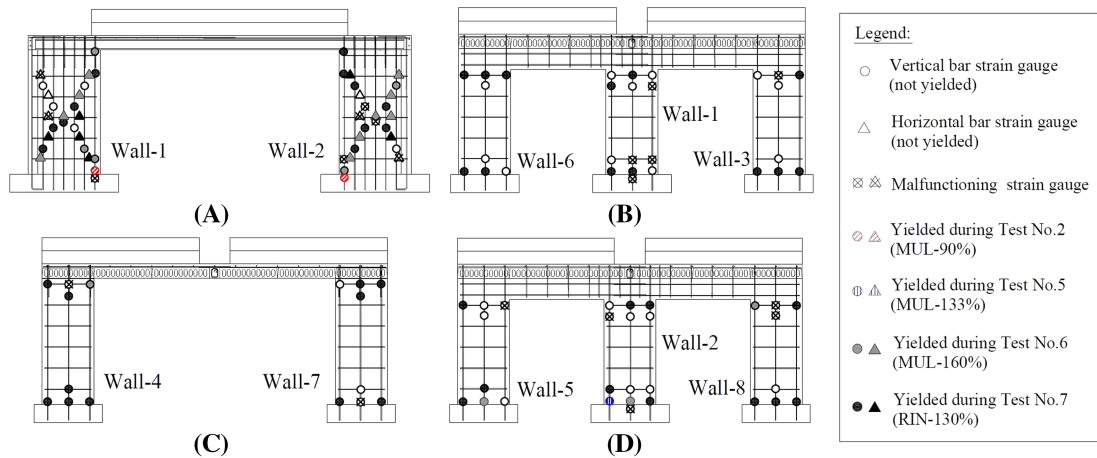 Wall-1
Wall-2
(A)
Wall-1
Wall-6
Wall-3
(B)
Wall-4
Wall-7
(C)
Wall-2
Wall-5
Wall-8
(D)
Legend:
Vertical bar strain gauge
(not yielded)
Horizontal bar strain gauge
(not yielded)
Malfunctioning strain gauge
Yielded during Test No.2
(MUL-90%)
Yielded during Test No.5
(MUL-133%)
Yielded during Test No.6
(MUL-160%)
Yielded during Test No.7
(RIN-130%)